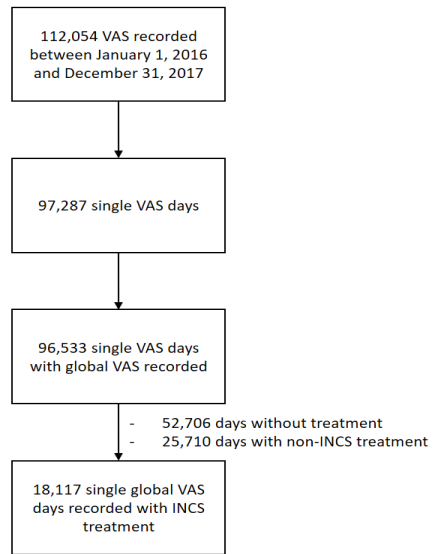 112,054 VAS recorded
between January 1, 2016
and December 31, 2017
97,287 single VAS days
96,533 single VAS days
with global VAS recorded
- 52,706 days without treatment
- 25,710 days with non-INCS treatment
18,117 single global VAS
days recorded with INCS
treatment